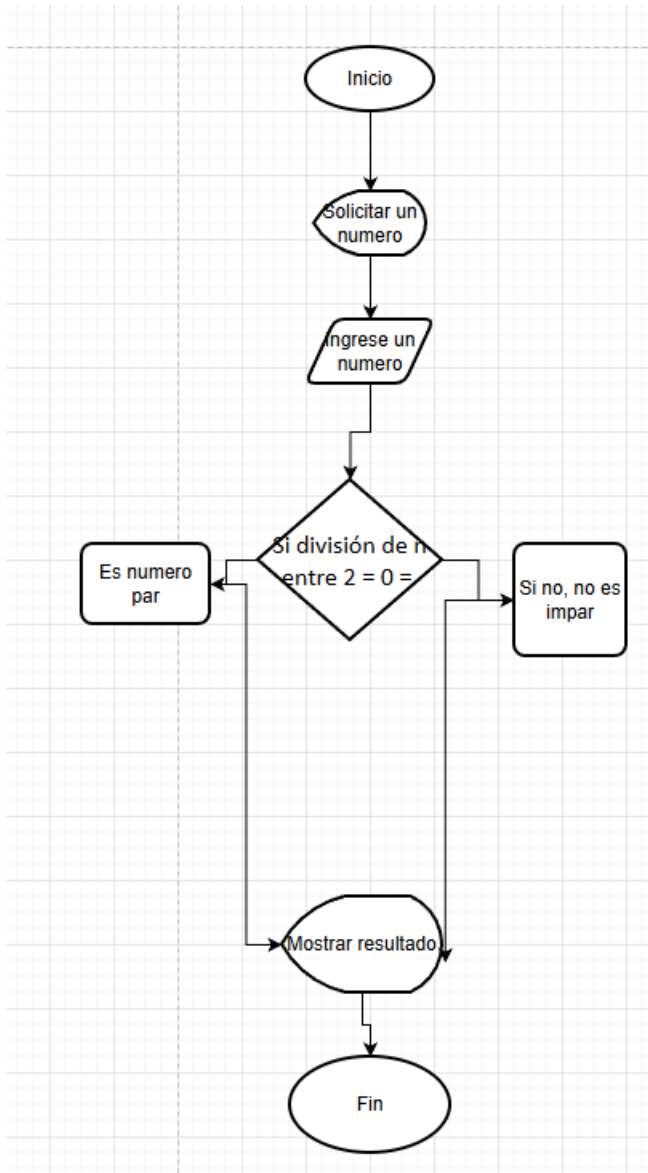 Inicio
Solicitar un
numero
Ingrese un
numero
Si división de n
entre 2 = 0 =
Es numero
par
Si no, no es
impar
Mostrar resultado
Fin